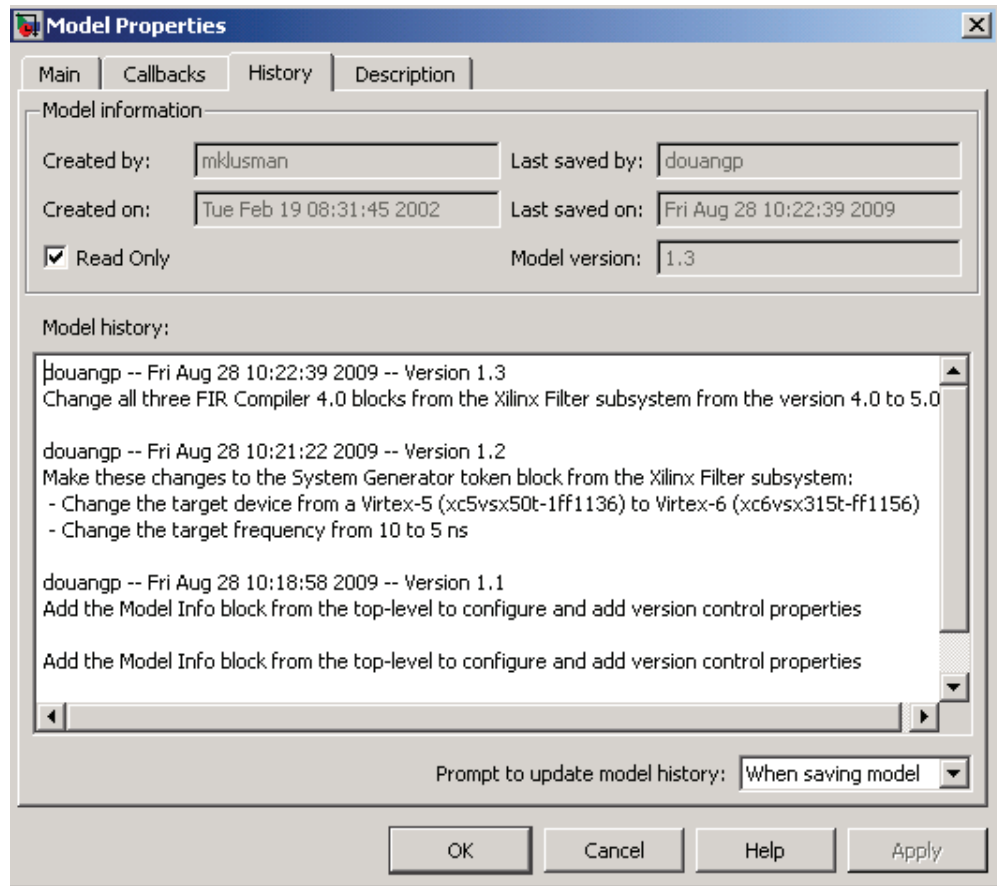 Model Properties
Main Callbacks History Description
Model information
Created by: mklusman Last saved by: douangp
Created on: Tue Feb 19 08:31:45 2002 Last saved on: Fri Aug 28 10:22:39 2009
Read Only Model version: 1.3
Model history:
douangp -- Fri Aug 28 10:22:39 2009 -- Version 1.3
Change all three FIR Compiler 4.0 blocks from the Xilinx Filter subsystem from the version 4.0 to 5.0
douangp -- Fri Aug 28 10:21:22 2009 -- Version 1.2
Make these changes to the System Generator token block from the Xilinx Filter subsystem:
- Change the target device from a Virtex-5 (xc5vsx50t-1ff1136) to Virtex-6 (xc6vsx315t-ff1156)
- Change the target frequency from 10 to 5 ns
douangp -- Fri Aug 28 10:18:58 2009 -- Version 1.1
Add the Model Info block from the top-level to configure and add version control properties
Add the Model Info block from the top-level to configure and add version control properties
Prompt to update model history: When saving model
OK Cancel Help Apply